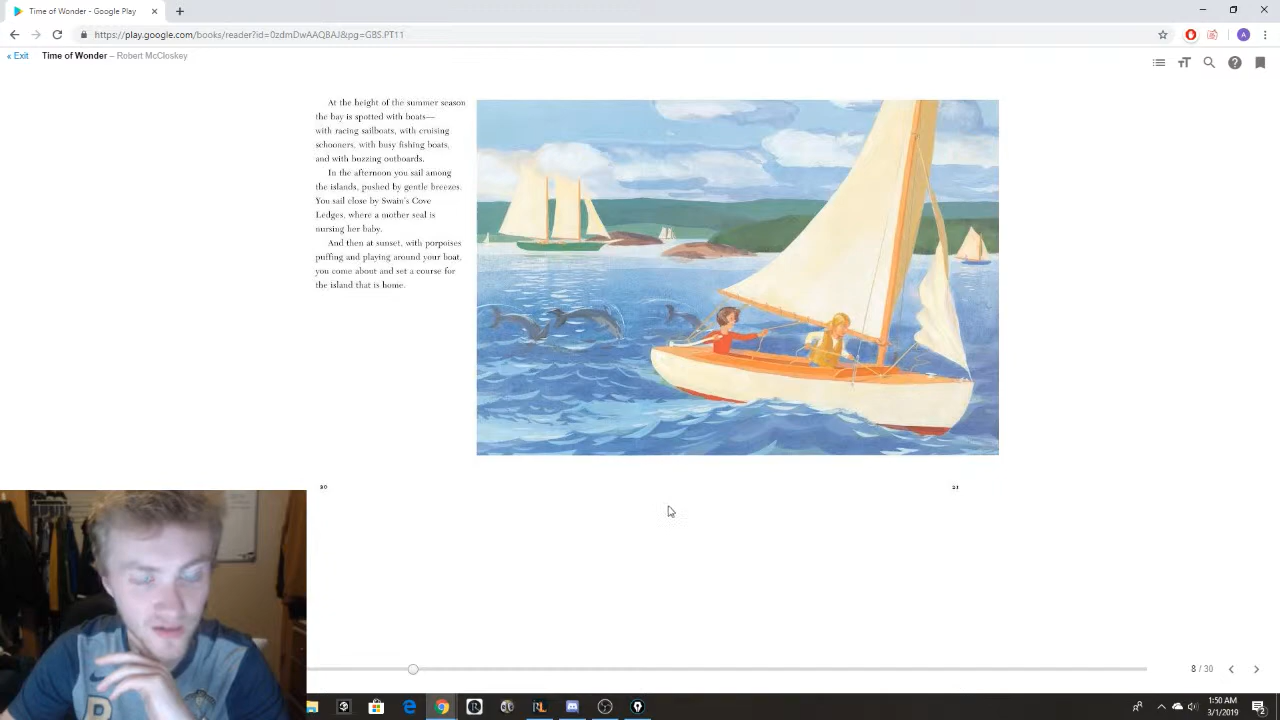 Time of Wonder - Google Play
https://play.google.com/books/reader?id=0zdmDwAAQBAJ&pg=GBS.PT11
« Exit Time of Wonder – Robert McCloskey
At the height of the summer season
the bay is spotted with boats—
with racing sailboats, with cruising
schooners, with busy fishing boats,
and with buzzing outboards.
In the afternoon you sail among
the islands, pushed by gentle breezes.
You sail close by Swain's Cove
Ledges, where a mother seal is
nursing her baby.
And then at sunset, with porpoises
puffing and playing around your boat,
you come about and set a course for
the island that is home.
20
21
8 / 30
1:50 AM
3/1/2019